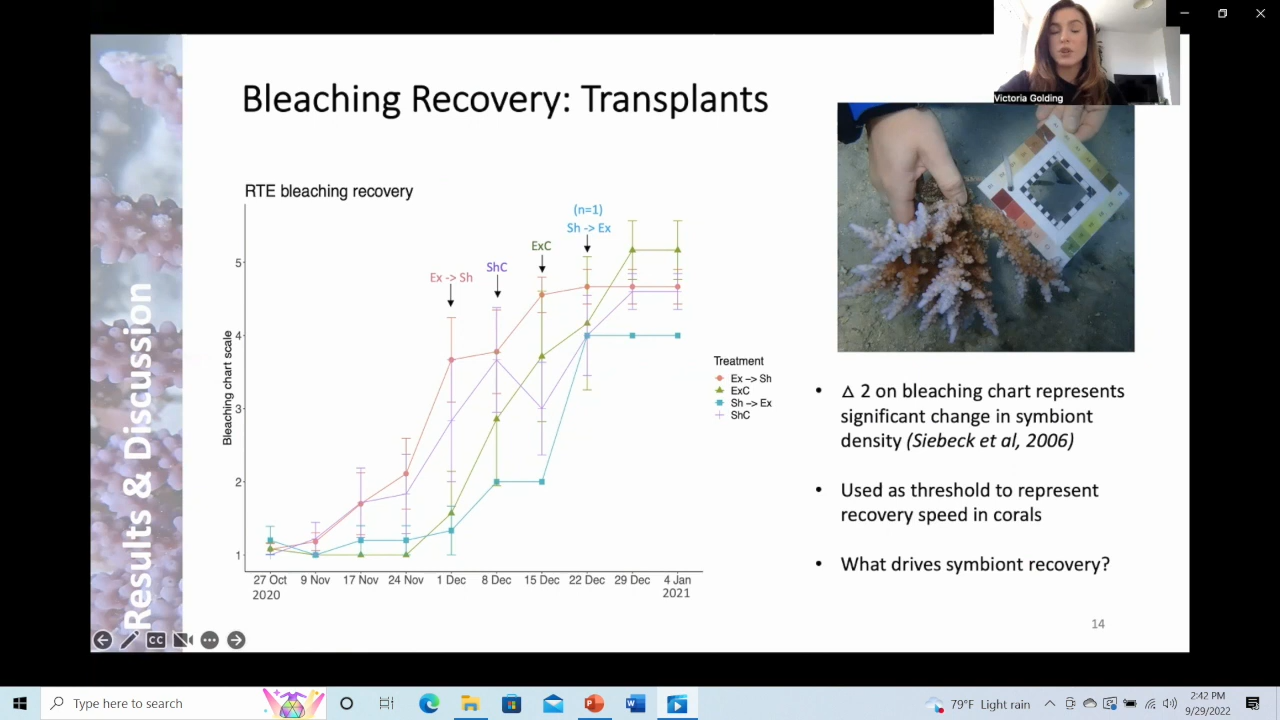 Victoria Golding
Bleaching Recovery: Transplants
Results & Discussion
RTE bleaching recovery
Bleaching chart scale
5
4
3
2
1
Ex -> Sh
ShC
ExC
(n=1)
Sh -> Ex
27 Oct
2020
9 Nov
17 Nov
24 Nov
1 Dec
8 Dec
15 Dec
22 Dec
29 Dec
4 Jan
2021
Treatment
Ex –> Sh
ExC
Sh –> Ex
ShC
• △ 2 on bleaching chart represents
significant change in symbiont
density (Siebeck et al, 2006)
• Used as threshold to represent
recovery speed in corals
• What drives symbiont recovery?
14
CC
Type here to search
79°F Light rain
2:42 PM
9/29/2022